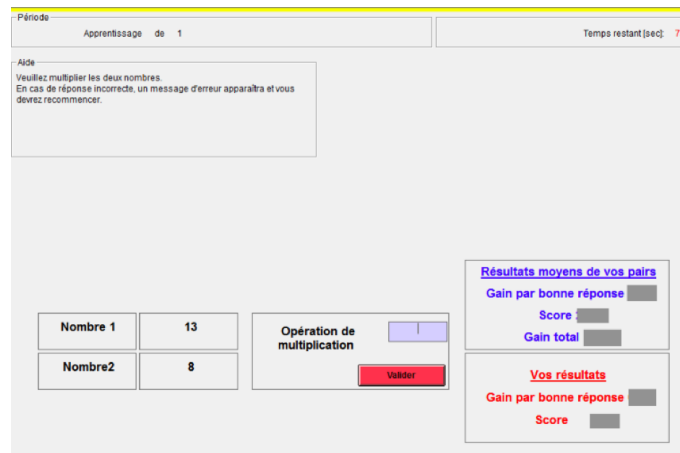 Période
Apprentissage de 1
Temps restant [sec]: 7
Aide
Veuillez multiplier les deux nombres.
En cas de réponse incorrecte, un message d'erreur apparaîtra et vous
devrez recommencer.
Résultats moyens de vos pairs
Gain par bonne réponse
Score :
Gain total
Nombre 1 13
Nombre2 8
Opération de
multiplication
Valider
Vos résultats
Gain par bonne réponse
Score